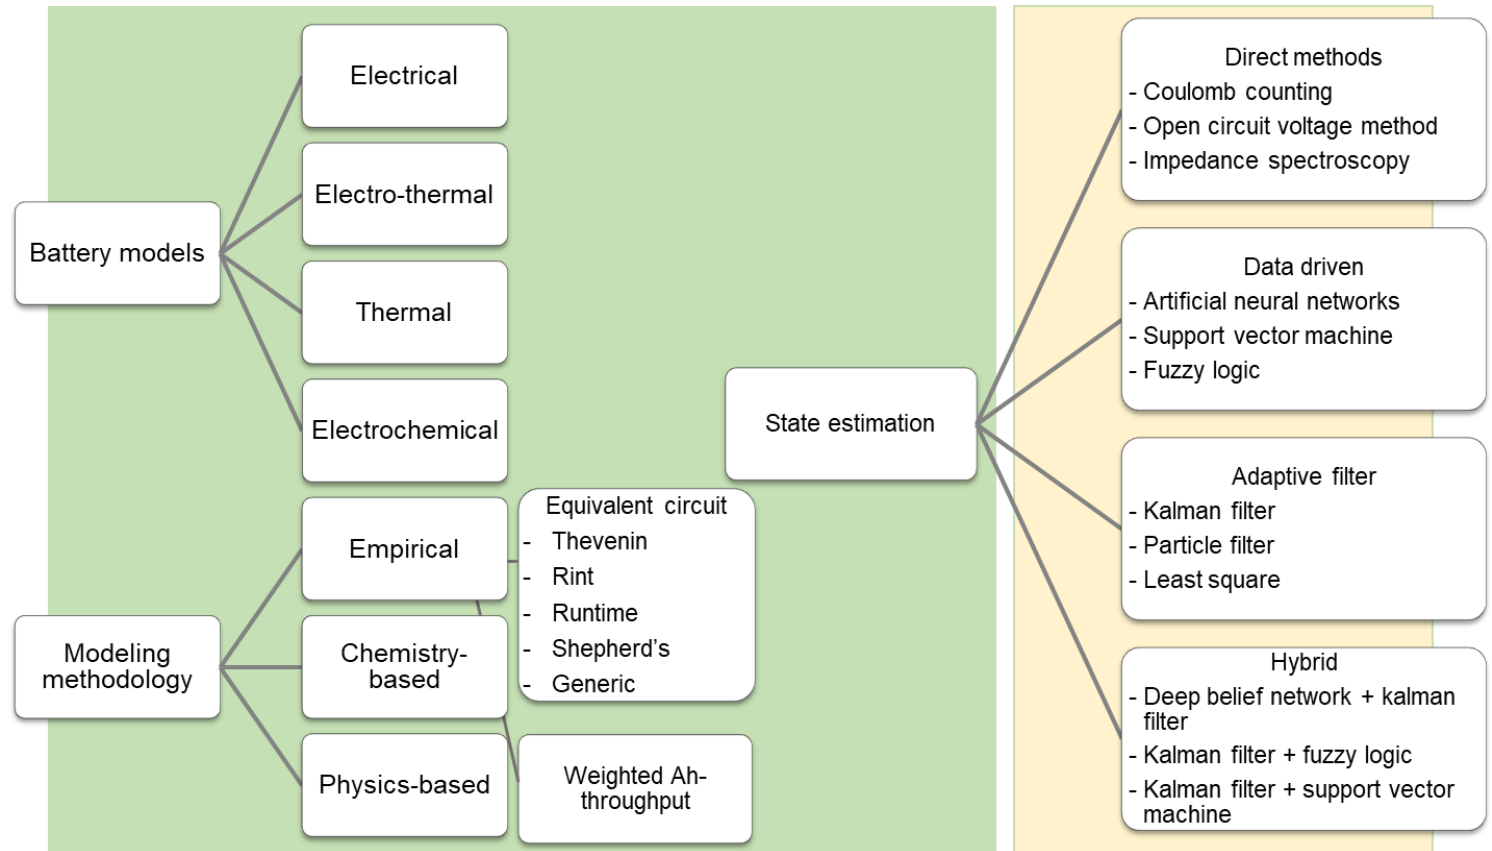 Battery models
Electrical
Electro-thermal
Thermal
Electrochemical
Modeling
methodology
Empirical
Chemistry-
based
Physics-based
Equivalent circuit
- Thevenin
- Rint
- Runtime
- Shepherd’s
- Generic
Weighted Ah-
throughput
State estimation
Direct methods
- Coulomb counting
- Open circuit voltage method
- Impedance spectroscopy
Data driven
- Artificial neural networks
- Support vector machine
- Fuzzy logic
Adaptive filter
- Kalman filter
- Particle filter
- Least square
Hybrid
- Deep belief network + kalman
filter
- Kalman filter + fuzzy logic
- Kalman filter + support vector
machine